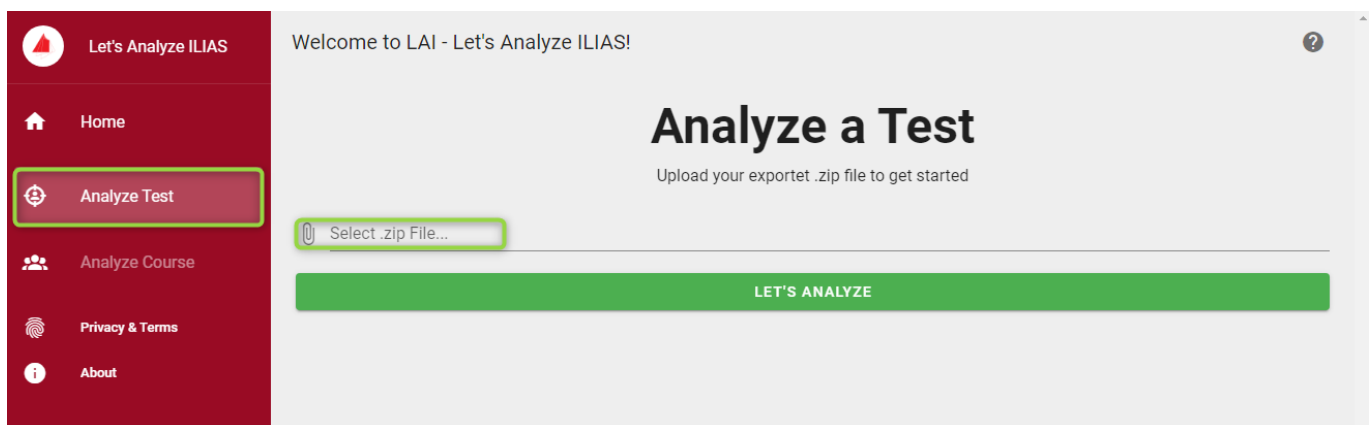 Let's Analyze ILIAS
Home
Analyze Test
Analyze Course
Privacy & Terms
About
Welcome to LAI - Let's Analyze ILIAS!
Analyze a Test
Upload your exportet .zip file to get started
Select .zip File...
LET'S ANALYZE